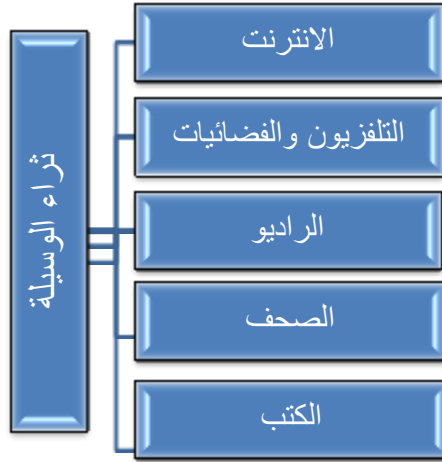 ثراء الوسيلة
الانترنت
التلفزيون والفضائيات
الراديو
الصحف
الكتب